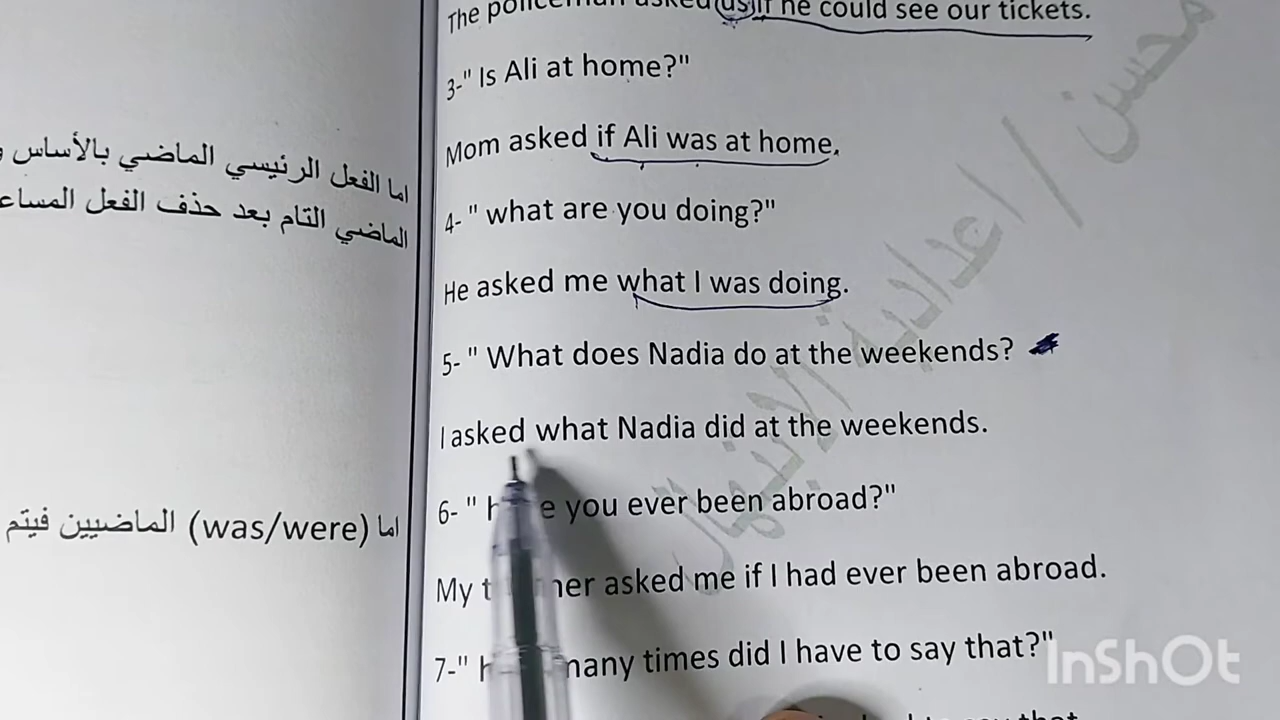 The policeman asked us if he could see our tickets.
3-" Is Ali at home?"
Mom asked if Ali was at home.
4- " what are you doing?"
He asked me what I was doing.
5- " What does Nadia do at the weekends?
I asked what Nadia did at the weekends.
6- " you ever been abroad?"
My asked me if I had ever been abroad.
7-" many times did I have to say that?"
say that
اما الفعل الرئيسي الماضي بالأساس
الماضي التام بعد حذف الفعل
اما (was/were) الماضيين فيتم
محسن / اعدادية
InShOt